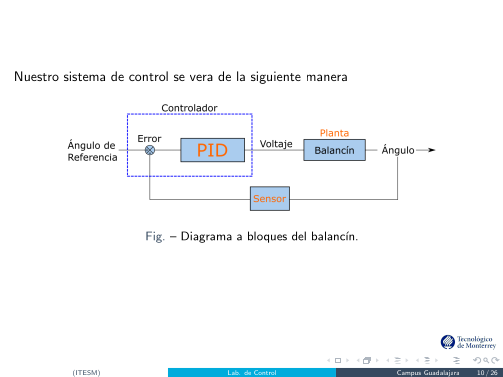 Nuestro sistema de control se vera de la siguiente manera
Controlador
Planta
Error
Ángulo de
Referencia
PID
Voltaje
Balancín
Ángulo
Sensor
Fig. – Diagrama a bloques del balancín.
Tecnológico
de Monterrey
(ITESM)
Lab. de Control
Campus Guadalajara
10 / 26